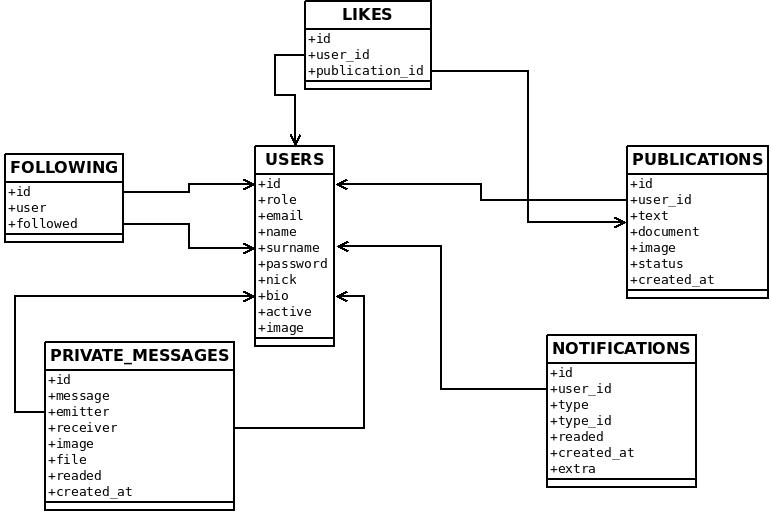 LIKES
+id
+user_id
+publication_id
FOLLOWING
+id
+user
+followed
USERS
+id
+role
+email
+name
+surname
+password
+nick
+bio
+active
+image
PUBLICATIONS
+id
+user_id
+text
+document
+image
+status
+created_at
PRIVATE_MESSAGES
+id
+message
+emitter
+receiver
+image
+file
+readed
+created_at
NOTIFICATIONS
+id
+user_id
+type
+type_id
+readed
+created_at
+extra